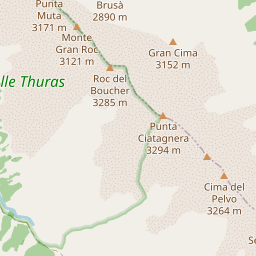 Punta
Muta
3171 m
Brusà
2890 m
Monte
Gran Roc
3121 m
Gran Cima
3152 m
Roc del
Boucher
3285 m
lle Thuras
Punta
Ciatagnera
3294 m
Cima del
Pelvo
3264 m
Se